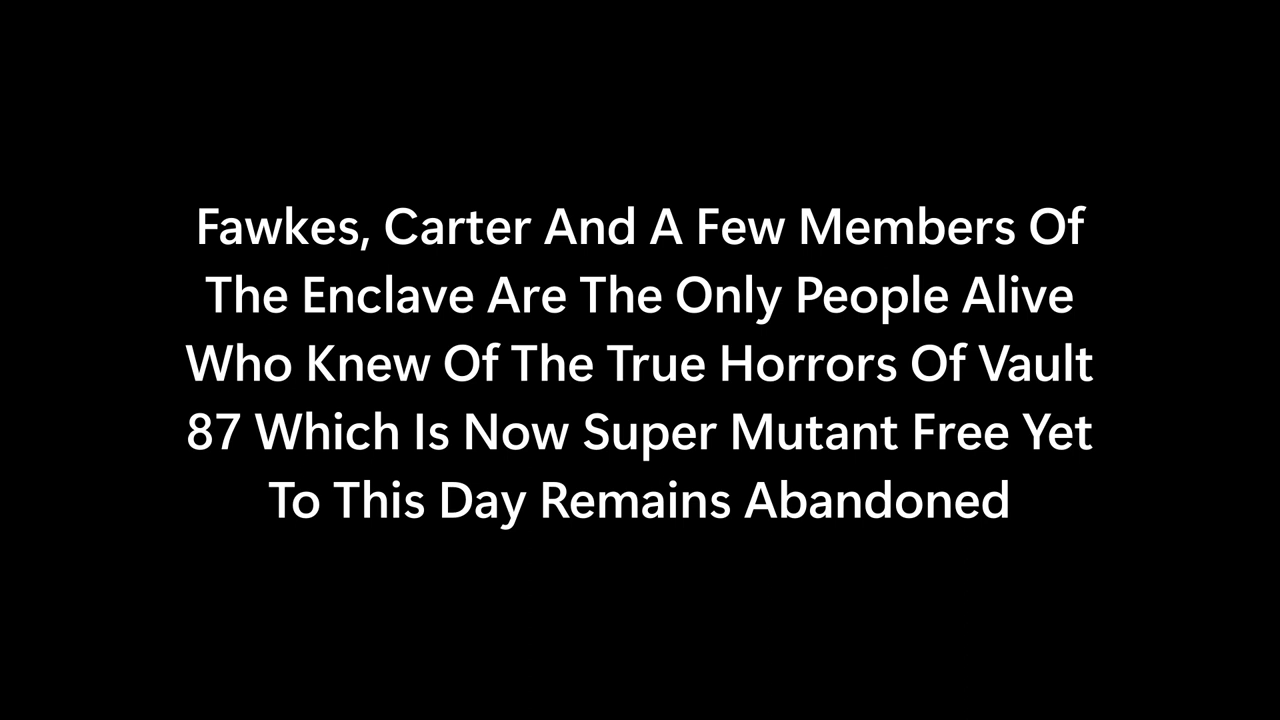 Fawkes, Carter And A Few Members Of
The Enclave Are The Only People Alive
Who Knew Of The True Horrors Of Vault
87 Which Is Now Super Mutant Free Yet
To This Day Remains Abandoned